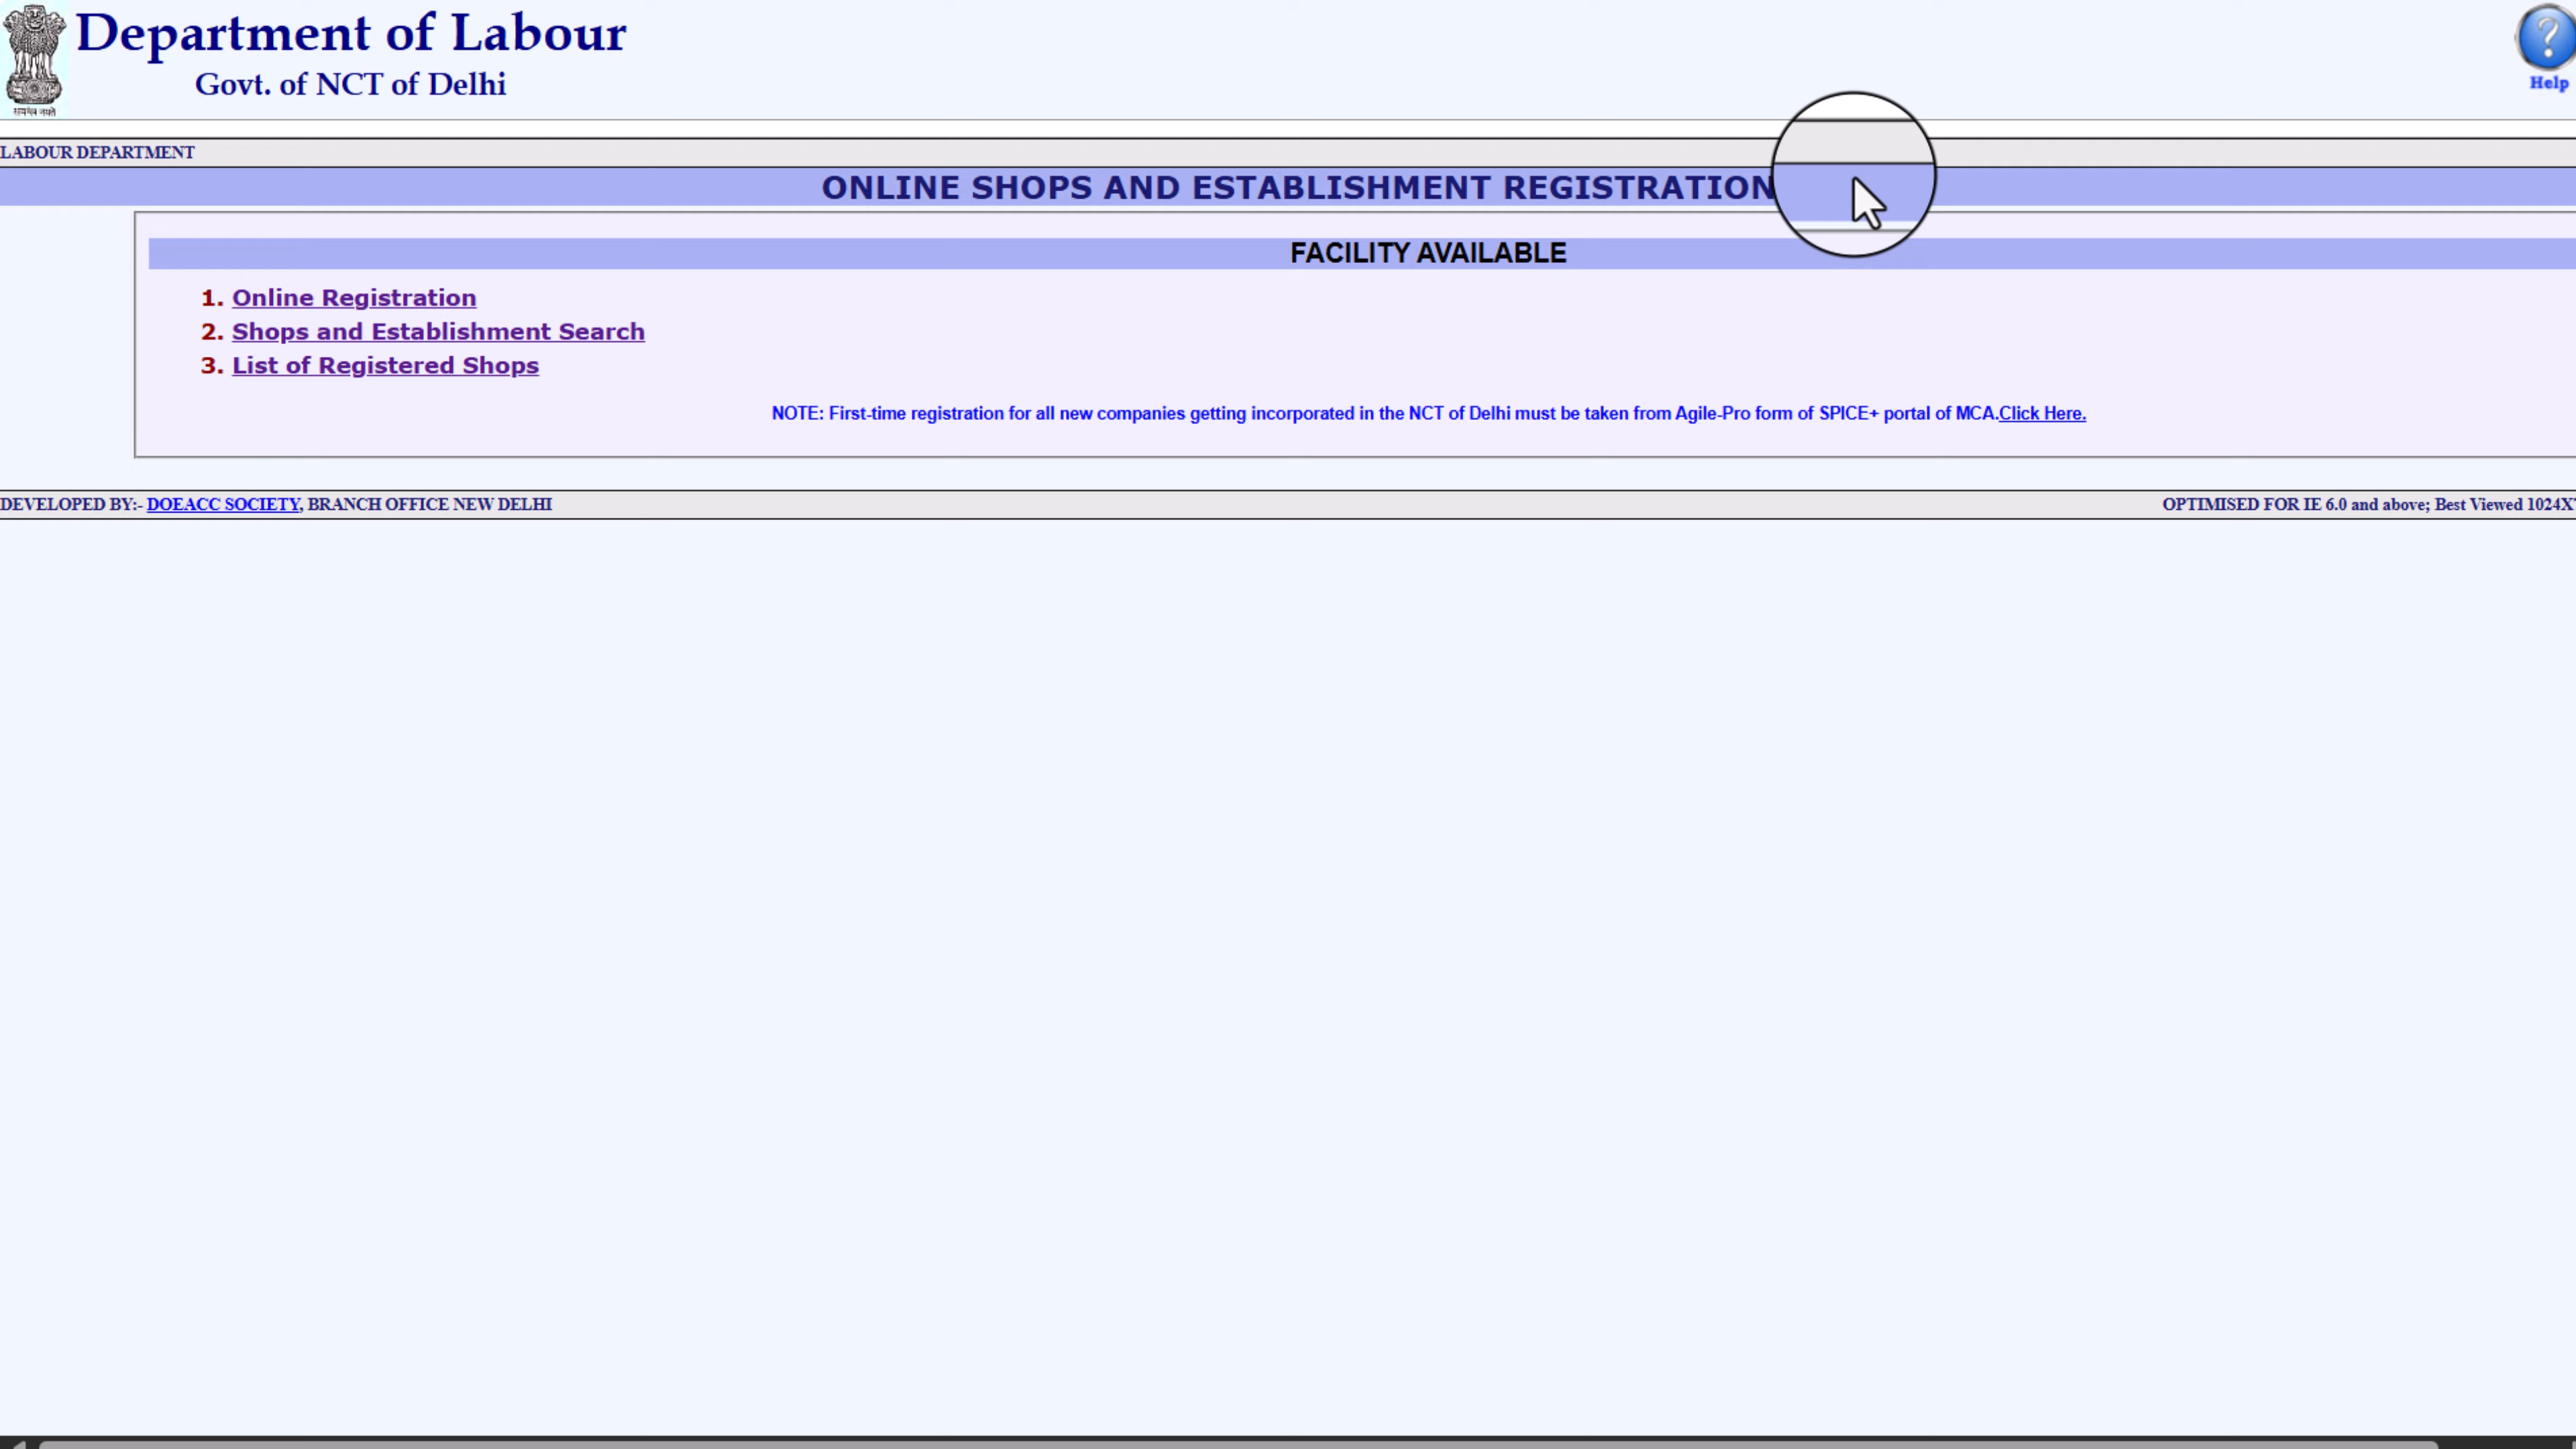 Department of Labour
Govt. of NCT of Delhi
Help
LABOUR DEPARTMENT
ONLINE SHOPS AND ESTABLISHMENT REGISTRATION
FACILITY AVAILABLE
1. Online Registration
2. Shops and Establishment Search
3. List of Registered Shops
NOTE: First-time registration for all new companies getting incorporated in the NCT of Delhi must be taken from Agile-Pro form of SPICE+ portal of MCA.Click Here.
DEVELOPED BY:- DOEACC SOCIETY, BRANCH OFFICE NEW DELHI
OPTIMISED FOR IE 6.0 and above; Best Viewed 1024X